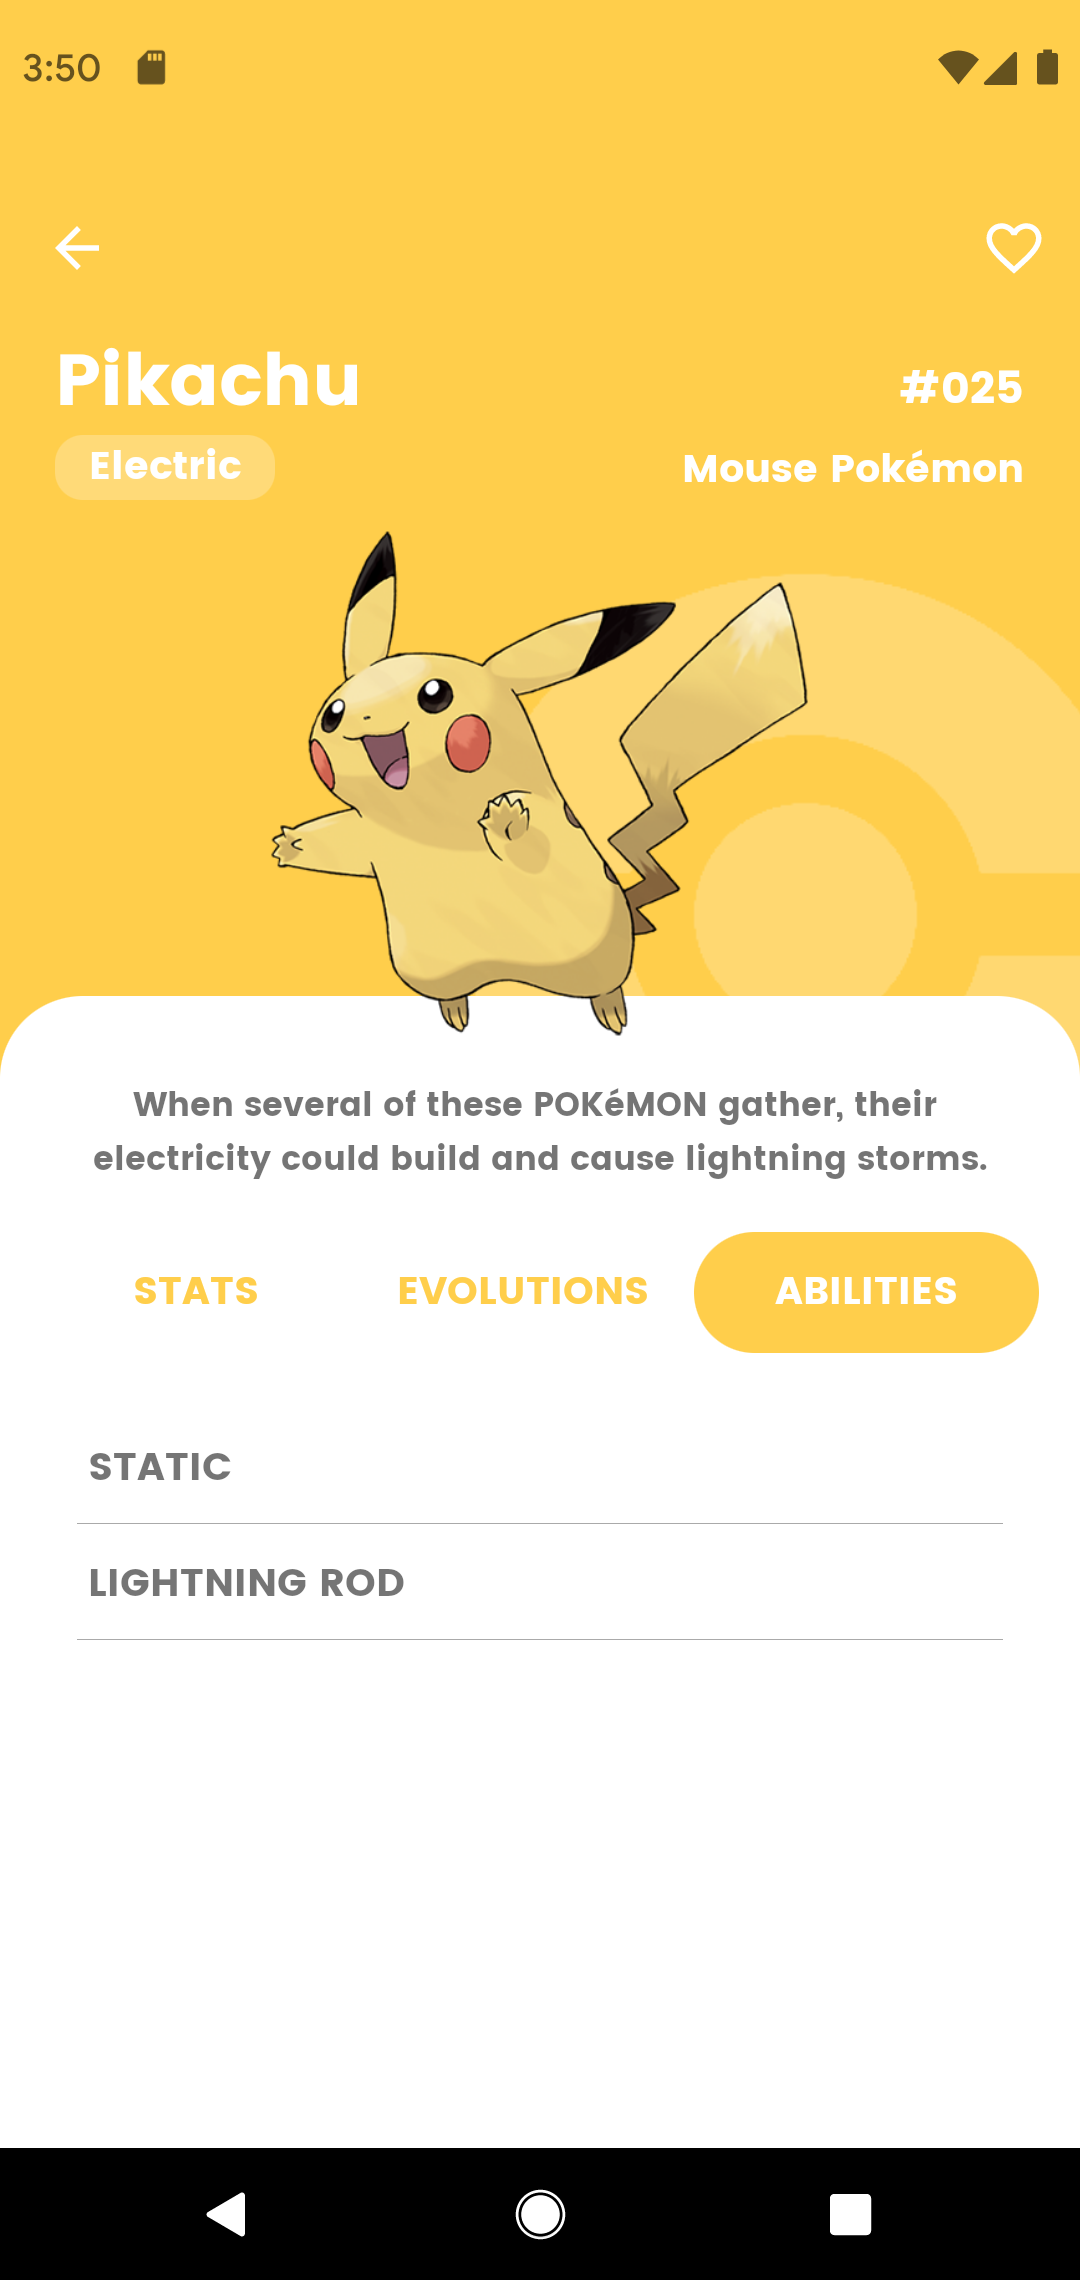 3:50
Pikachu
#025
Electric
Mouse Pokémon
When several of these POKéMON gather, their
electricity could build and cause lightning storms.
STATS
EVOLUTIONS
ABILITIES
STATIC
LIGHTNING ROD